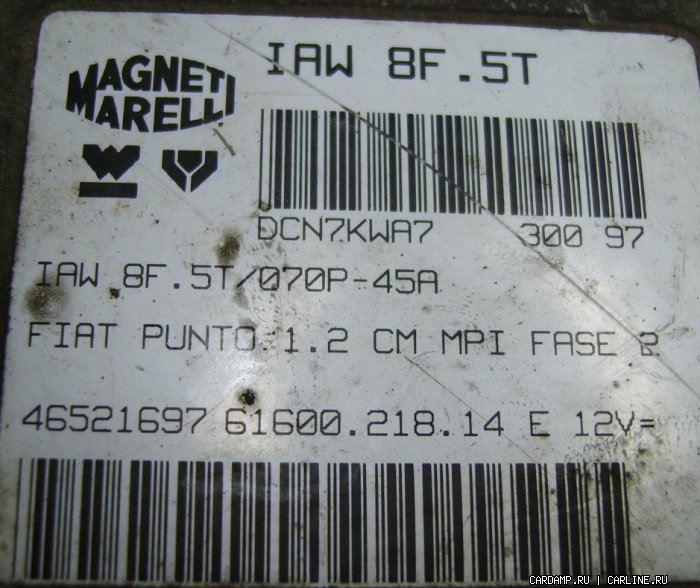 MAGNETI
MARELLI
IAW 8F.5T
DCN7KWA7 300 97
IAW 8F.5T/070P-45A
FIAT PUNTO 1.2 CM MPI FASE 2
46521697 61600.218.14 E 12V=
CARDAMP.RU | CARLINE.RU